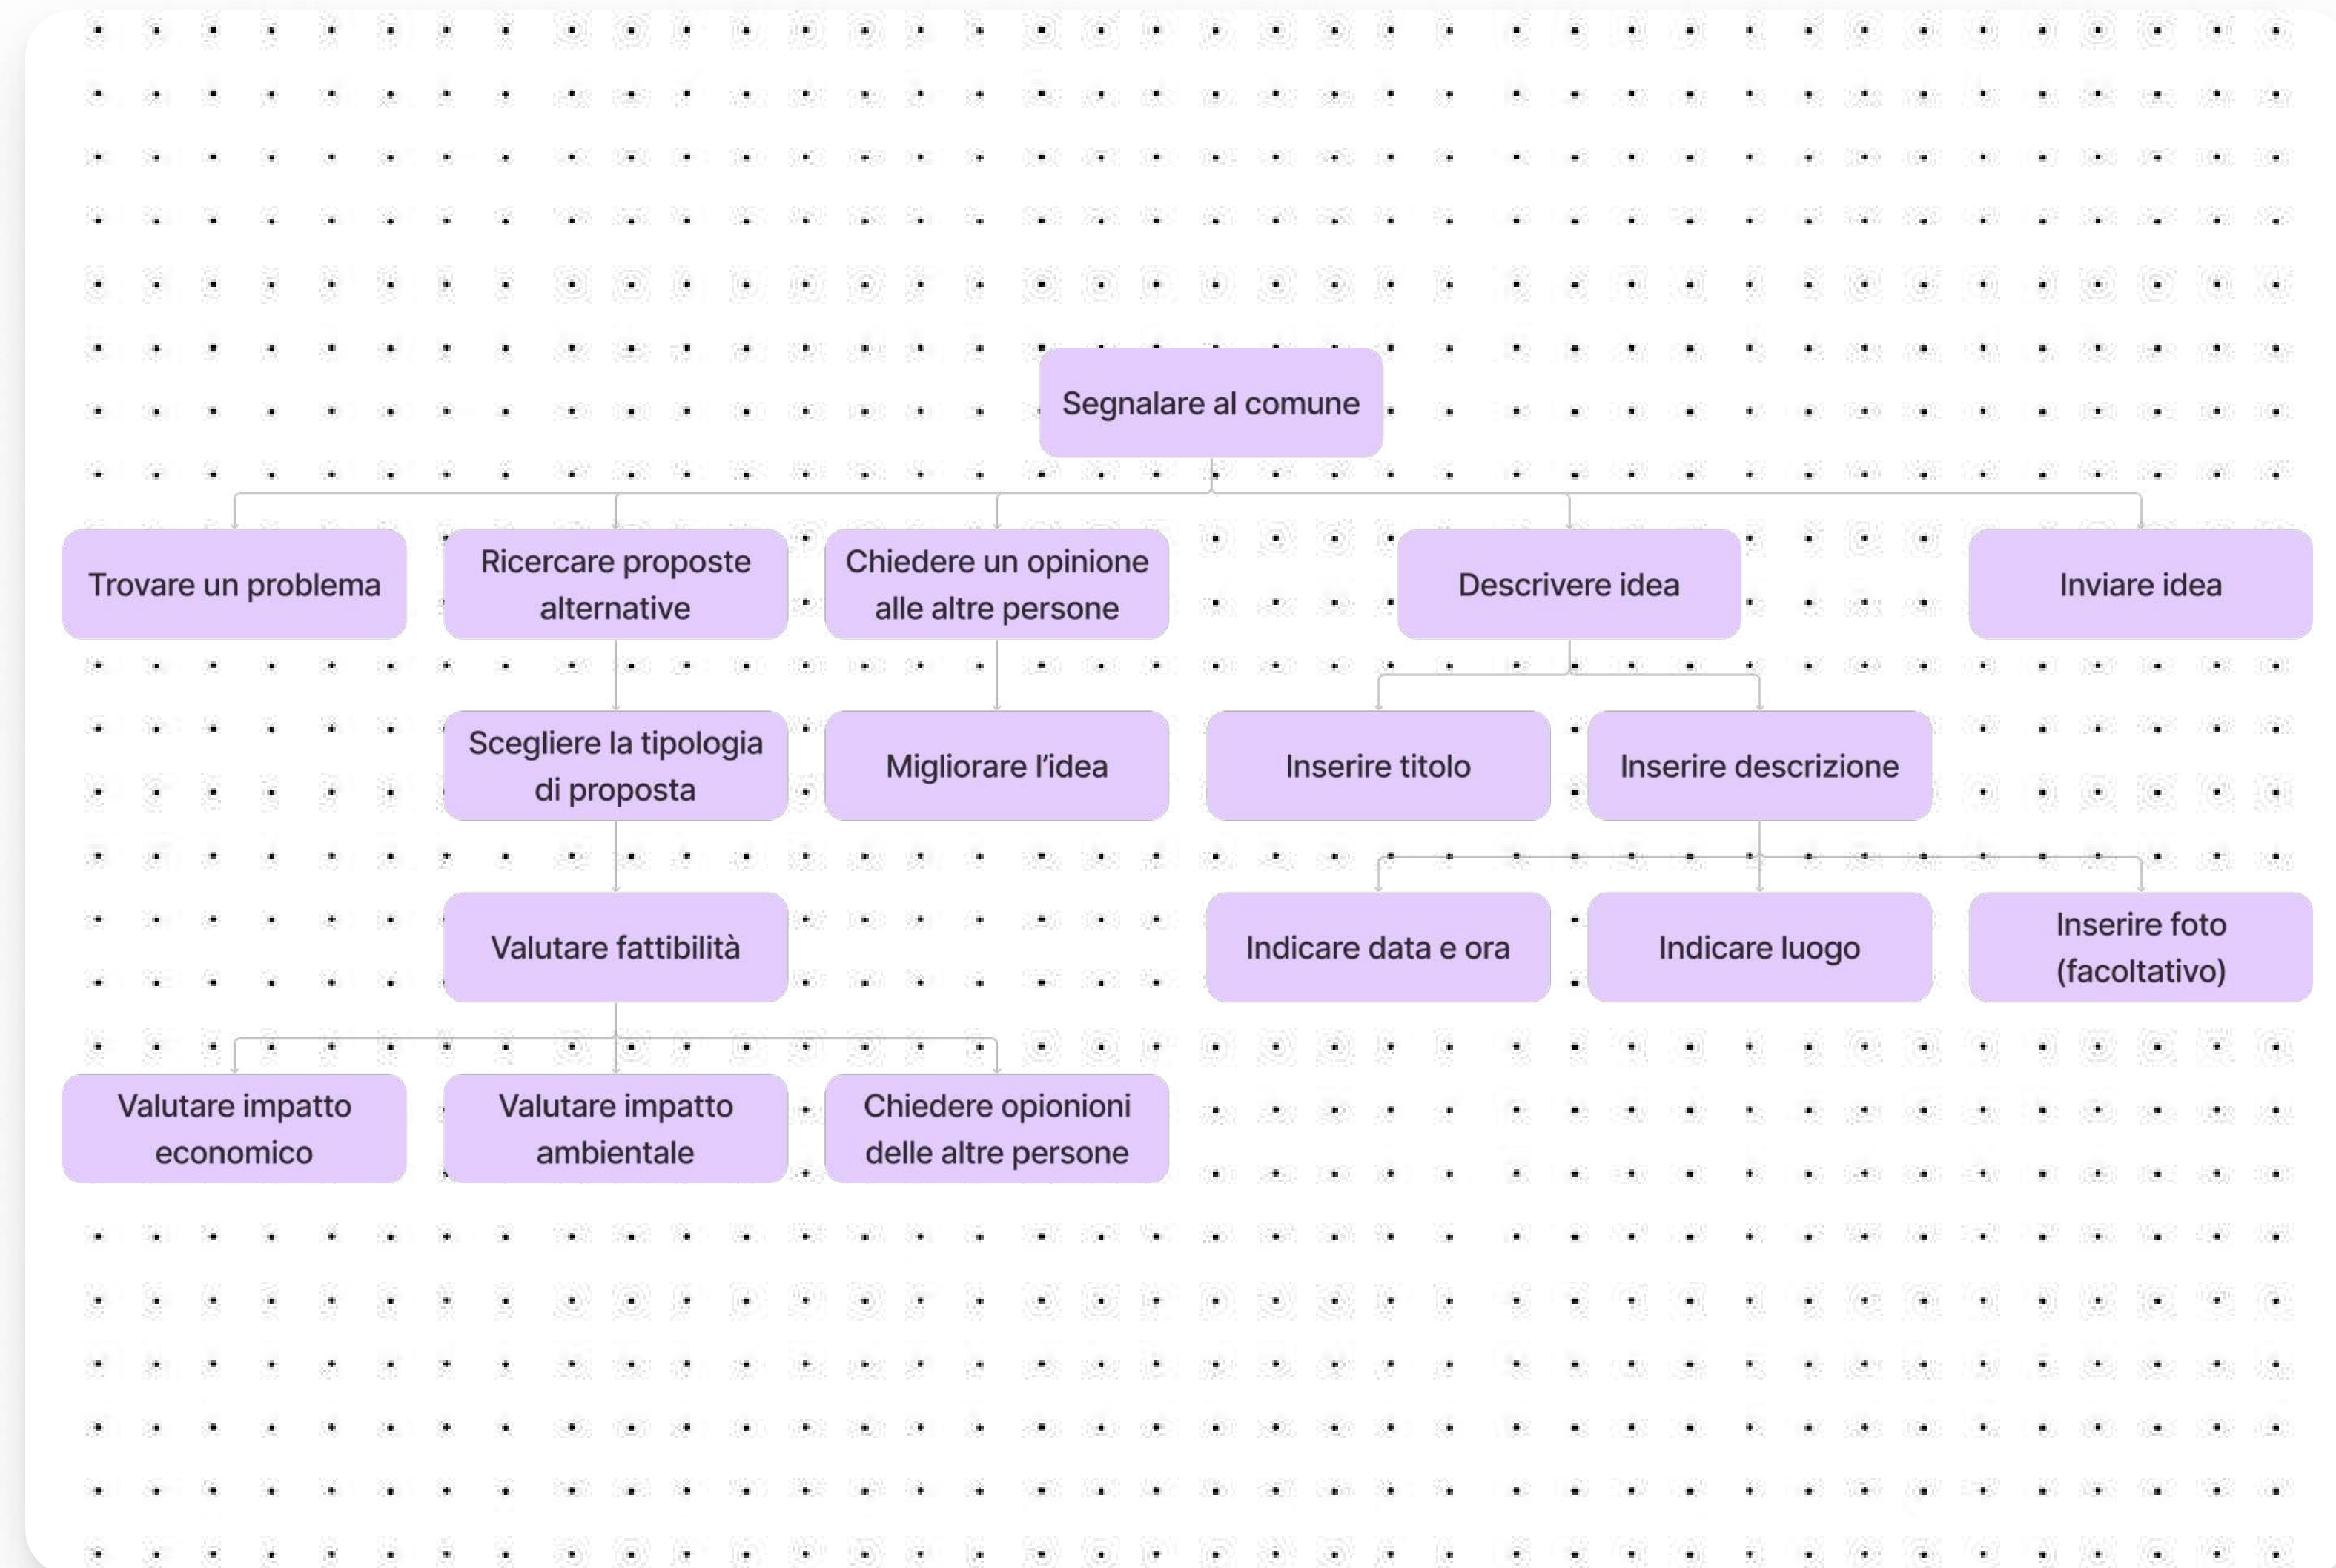 Segnalare al comune
Trovare un problema
Ricercare proposte
alternative
Chiedere un opinione
alle altre persone
Descrivere idea
Inviare idea
Scegliere la tipologia
di proposta
Migliorare l'idea
Inserire titolo
Inserire descrizione
Valutare fattibilità
Indicare data e ora
Indicare luogo
Inserire foto
(facoltativo)
Valutare impatto
economico
Valutare impatto
ambientale
Chiedere opionioni
delle altre persone